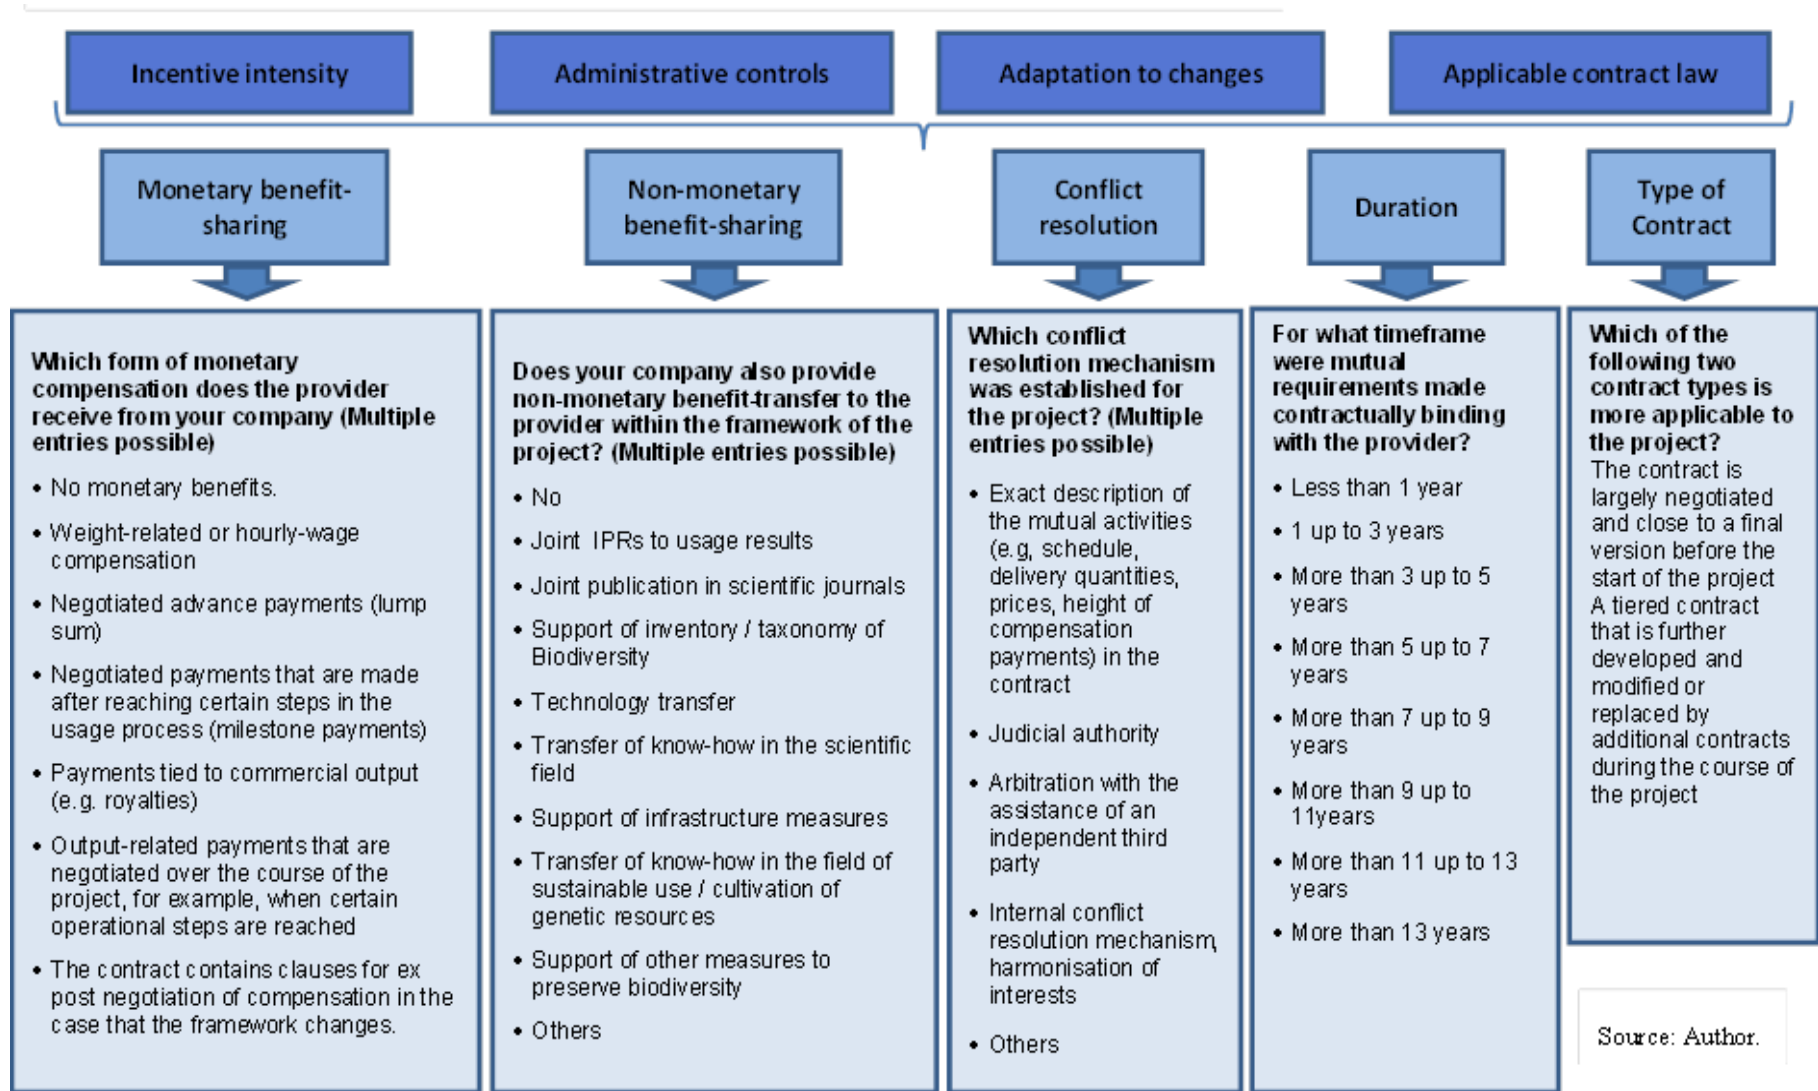 Incentive intensity
Administrative controls
Adaptation to changes
Applicable contract law
Monetary benefit-
sharing
Non-monetary
benefit-sharing
Conflict
resolution
Duration
Type of
Contract
Which form of monetary
compensation does the provider
receive from your company (Multiple
entries possible)
• No monetary benefits.
• Weight-related or hourly-wage
compensation
• Negotiated advance payments (lump
sum)
• Negotiated payments that are made
after reaching certain steps in the
usage process (milestone payments)
• Payments tied to commercial output
(e.g. royalties)
• Output-related payments that are
negotiated over the course of the
project, for example, when certain
operational steps are reached
• The contract contains clauses for ex
post negotiation of compensation in the
case that the framework changes.
Does your company also provide
non-monetary benefit-transfer to the
provider within the framework of the
project? (Multiple entries possible)
• No
• Joint IPRs to usage results
• Joint publication in scientific journals
• Support of inventory / taxonomy of
Biodiversity
• Technology transfer
• Transfer of know-how in the scientific
field
• Support of infrastructure measures
• Transfer of know-how in the field of
sustainable use / cultivation of
genetic resources
• Support of other measures to
preserve biodiversity
• Others
Which conflict
resolution mechanism
was established for
the project? (Multiple
entries possible)
• Exact description of
the mutual activities
(e.g, schedule,
delivery quantities,
prices, height of
compensation
payments) in the
contract
• Judicial authority
• Arbitration with the
assistance of an
independent third
party
• Internal conflict
resolution mechanism,
harmonisation of
interests
• Others
For what timeframe
were mutual
requirements made
contractually binding
with the provider?
• Less than 1 year
• 1 up to 3 years
• More than 3 up to 5
years
• More than 5 up to 7
years
• More than 7 up to 9
years
• More than 9 up to
11years
• More than 11 up to 13
years
• More than 13 years
Which of the
following two
contract types is
more applicable to
the project?
The contract is
largely negotiated
and close to a final
version before the
start of the project
A tiered contract
that is further
developed and
modified or
replaced by
additional contracts
during the course of
the project
Source: Author.